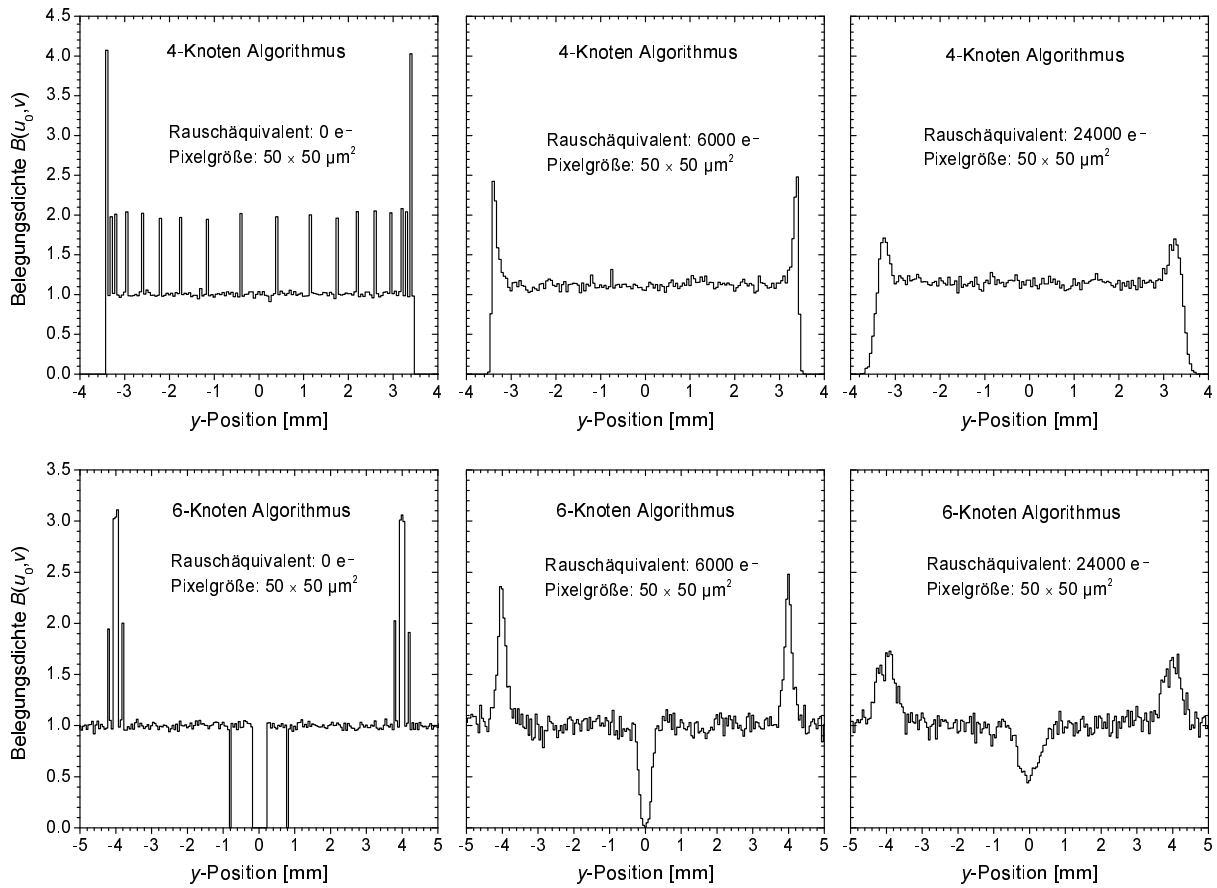 4-Knoten Algorithmus
Rauschäquivalent: 0 e⁻
Pixelgröße: 50 × 50 µm²
Belegungsdichte B(u₀,v)
4.5
4.0
3.5
3.0
2.5
2.0
1.5
1.0
0.5
0.0
-4 -3 -2 -1 0 1 2 3 4
y-Position [mm]
4-Knoten Algorithmus
Rauschäquivalent: 6000 e⁻
Pixelgröße: 50 × 50 µm²
-4 -3 -2 -1 0 1 2 3 4
y-Position [mm]
4-Knoten Algorithmus
Rauschäquivalent: 24000 e⁻
Pixelgröße: 50 × 50 µm²
-4 -3 -2 -1 0 1 2 3 4
y-Position [mm]
6-Knoten Algorithmus
Rauschäquivalent: 0 e⁻
Pixelgröße: 50 × 50 µm²
Belegungsdichte B(u₀,v)
3.5
3.0
2.5
2.0
1.5
1.0
0.5
0.0
-5 -4 -3 -2 -1 0 1 2 3 4 5
y-Position [mm]
6-Knoten Algorithmus
Rauschäquivalent: 6000 e⁻
Pixelgröße: 50 × 50 µm²
-5 -4 -3 -2 -1 0 1 2 3 4 5
y-Position [mm]
6-Knoten Algorithmus
Rauschäquivalent: 24000 e⁻
Pixelgröße: 50 × 50 µm²
-5 -4 -3 -2 -1 0 1 2 3 4 5
y-Position [mm]